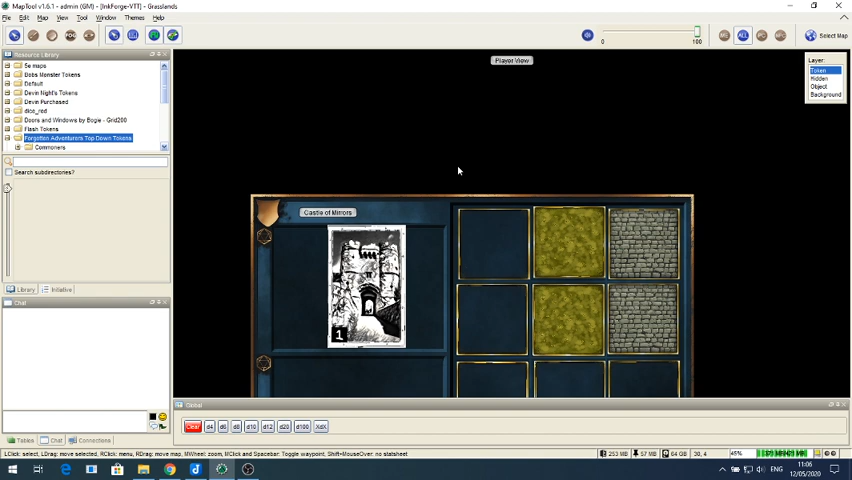 MapTool v1.6.1 - admin (GM) - [InkForge-VTT] - Grasslands
File Edit Map View Tools Window Themes Help
FOG
0 100
ALL
Select Map
Resource Library
5e maps
Bobs Monster Tokens
Default
Devin Night's Tokens
Devin Purchased
dice_red
Doors and Windows by Bogie - Grid200
Flash Tokens
Forgotten Adventurers Top Down Tokens
Commoners
Search subdirectories?
Library Initiative
Chat
Tables Chat Connections
Player View
Layer:
Token
Hidden
Object
Background
Castle of Mirrors
1
Global
Clear d4 d6 d8 d10 d12 d20 d100 XdX
LClick: select, LDrag: move selected, RClick: menu, RDrag: move map, MWheel: zoom, MClick and Spacebar: Toggle waypoint, Shift+MouseOver: no statsheet
253 MB 57 MB 64 GB 30, 4 45%
ENG
11:06
12/05/2020